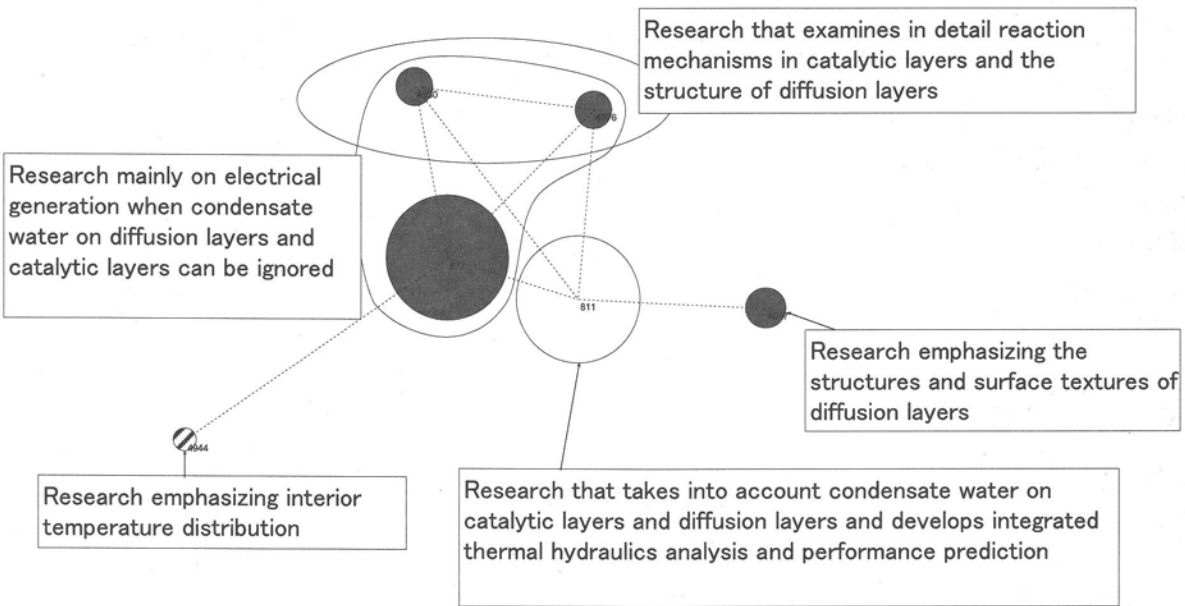 Research that examines in detail reaction
mechanisms in catalytic layers and the
structure of diffusion layers
Research mainly on electrical
generation when condensate
water on diffusion layers and
catalytic layers can be ignored
811
Research emphasizing the
structures and surface textures of
diffusion layers
4944
Research emphasizing interior
temperature distribution
Research that takes into account condensate water on
catalytic layers and diffusion layers and develops integrated
thermal hydraulics analysis and performance prediction